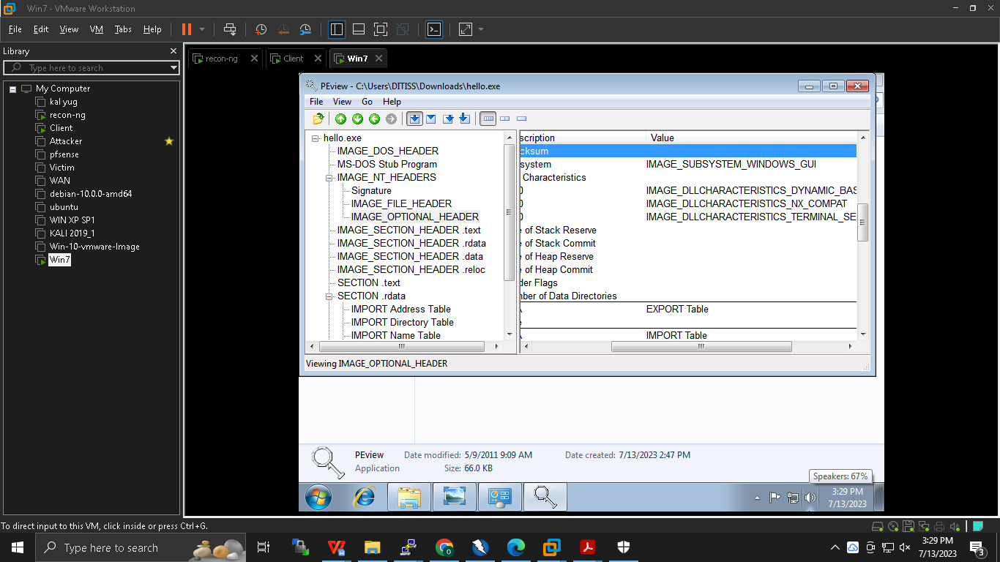 Win7 - VMware Workstation
File Edit View VM Tabs Help
Library
Type here to search
My Computer
kal yug
recon-ng
Client
Attacker
pfsense
Victim
WAN
debian-10.0.0-amd64
ubuntu
WIN XP SP1
KALI 2019_1
Win-10-vmware-Image
Win7
recon-ng Client Win7
PEview - C:\Users\DITISS\Downloads\hello.exe
File View Go Help
hello.exe
IMAGE_DOS_HEADER
MS-DOS Stub Program
IMAGE_NT_HEADERS
Signature
IMAGE_FILE_HEADER
IMAGE_OPTIONAL_HEADER
IMAGE_SECTION_HEADER .text
IMAGE_SECTION_HEADER .rdata
IMAGE_SECTION_HEADER .data
IMAGE_SECTION_HEADER .reloc
SECTION .text
SECTION .rdata
IMPORT Address Table
IMPORT Directory Table
IMPORT Name Table
scription Value
cksum
system IMAGE_SUBSYSTEM_WINDOWS_GUI
Characteristics
0 IMAGE_DLLCHARACTERISTICS_DYNAMIC_BAS
0 IMAGE_DLLCHARACTERISTICS_NX_COMPAT
0 IMAGE_DLLCHARACTERISTICS_TERMINAL_SE
e of Stack Reserve
e of Stack Commit
e of Heap Reserve
e of Heap Commit
der Flags
nber of Data Directories
EXPORT Table
IMPORT Table
Viewing IMAGE_OPTIONAL_HEADER
PEview Date modified: 5/9/2011 9:09 AM Date created: 7/13/2023 2:47 PM
Application Size: 66.0 KB
Speakers: 67%
3:29 PM
7/13/2023
To direct input to this VM, click inside or press Ctrl+G.
Type here to search
3:29 PM
7/13/2023
3